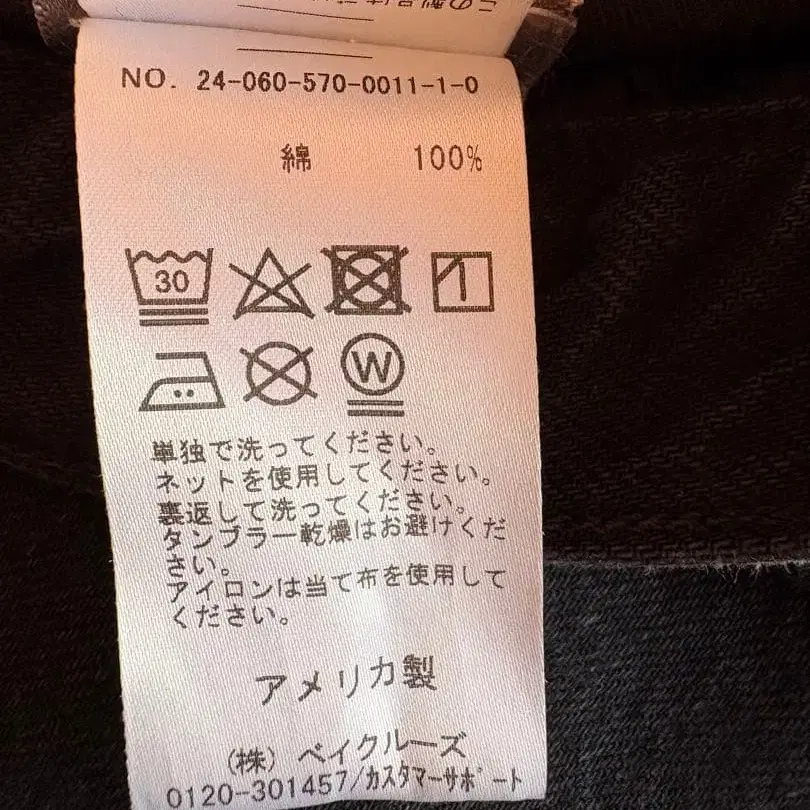 NO. 24-060-570-0011-1-0
綿 100%
30
W
単独で洗ってください。
ネットを使用してください。
裏返して洗ってください。
タンブラー乾燥はお避けくだ
さい。
アイロンは当て布を使用して
ください。
アメリカ製
(株) ベイクルーズ
0120-301457/カスタマーサポート